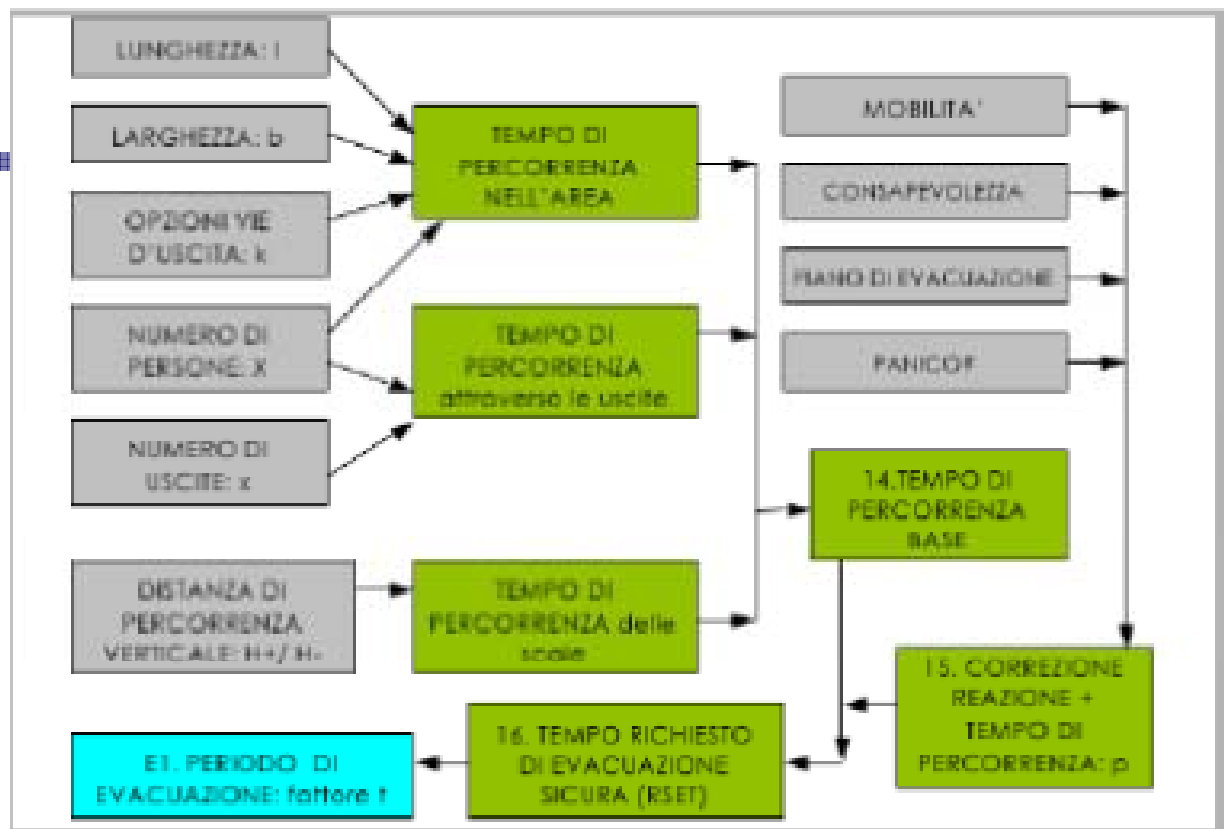 LUNGHEZZA: l
LARGHEZZA: b
OPZIONI VIE
D'USCITA: k
NUMERO DI
PERSONE: X
NUMERO DI
USCITE: x
DISTANZA DI
PERCORRENZA
VERTICALE: H+/ H-
TEMPO DI
PERCORRENZA
NELL'AREA
TEMPO DI
PERCORRENZA
attraverso le uscite
TEMPO DI
PERCORRENZA delle
scale
MOBILITA'
CONSAPEVOLEZZA
PIANO DI EVACUAZIONE
PANICO?
14.TEMPO DI
PERCORRENZA
BASE
15. CORREZIONE
REAZIONE +
TEMPO DI
PERCORRENZA: p
16. TEMPO RICHIESTO
DI EVACUAZIONE
SICURA (RSET)
E1. PERIODO DI
EVACUAZIONE: fattore t